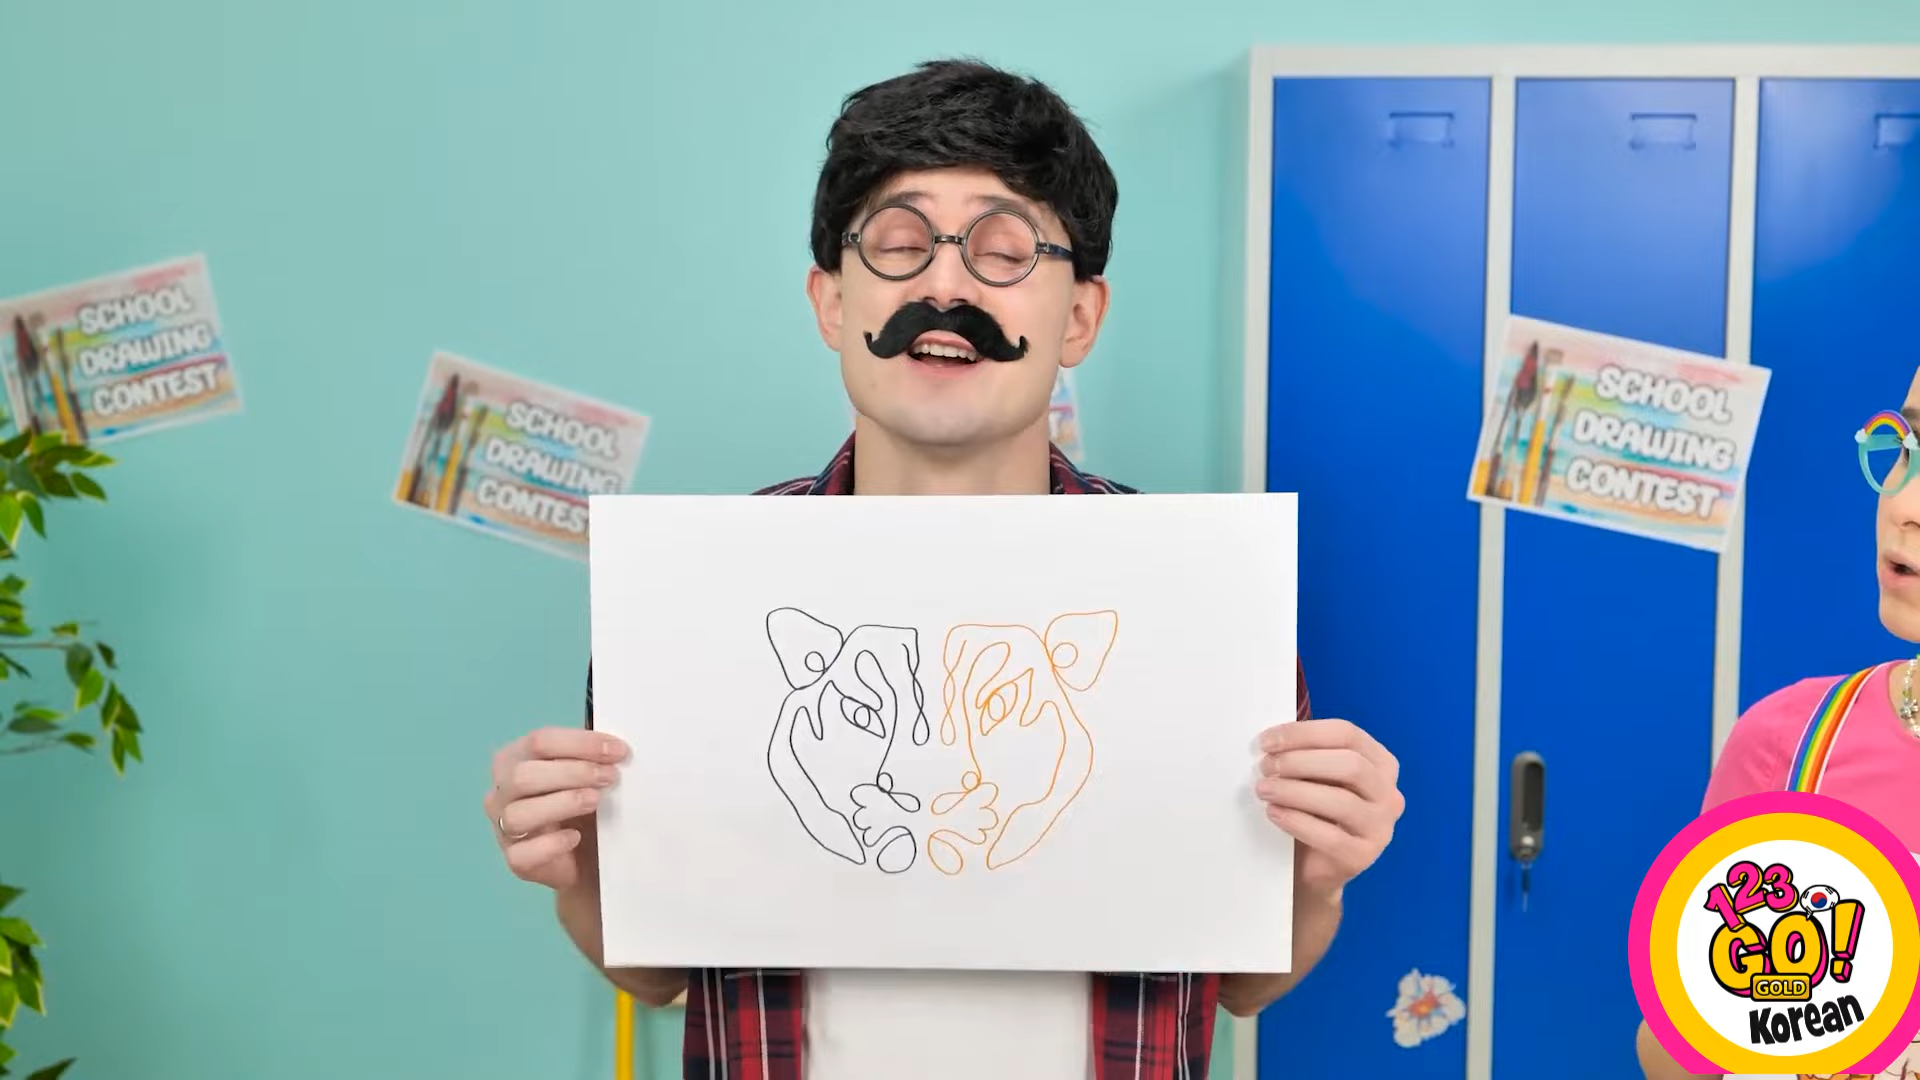 SCHOOL
DRAWING
CONTEST
SCHOOL
DRAWING
CONTEST
SCHOOL
DRAWING
CONTEST
123
GO!
GOLD
Korean